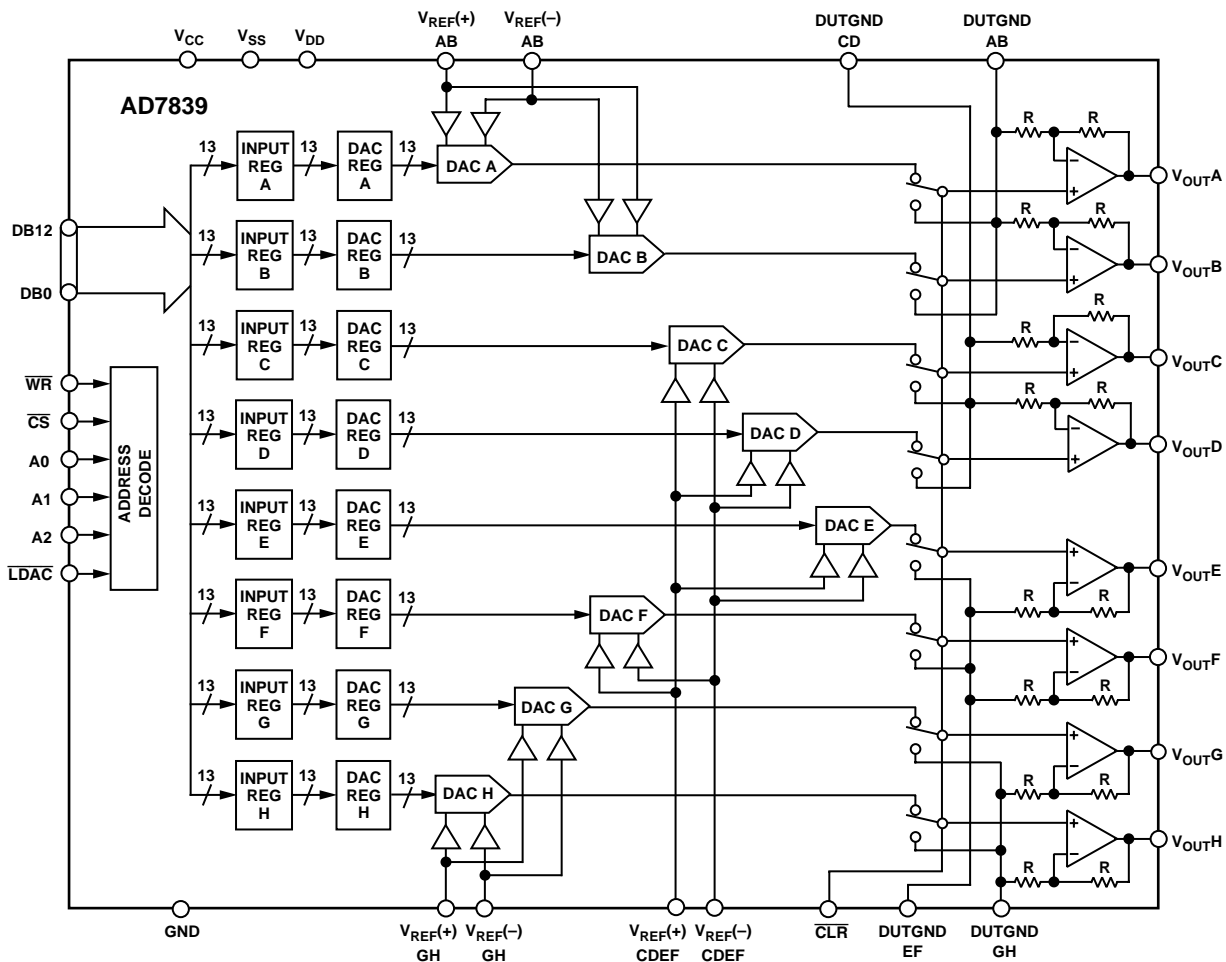 VREF(+) VREF(–) DUTGND DUTGND
VCC VSS VDD AB AB CD AB
AD7839
R R
13 INPUT REG A 13 DAC REG A 13 DAC A
– +
VOUTA
R R
DB12
13 INPUT REG B 13 DAC REG B 13 DAC B
– +
VOUTB
DB0
R
13 INPUT REG C 13 DAC REG C 13 DAC C
R
– +
VOUTC
WR
R R
CS
13 INPUT REG D 13 DAC REG D 13 DAC D
– +
VOUTD
A0
ADDRESS DECODE
A1
13 INPUT REG E 13 DAC REG E 13 DAC E
+ –
VOUTE
A2
LDAC
R R
13 INPUT REG F 13 DAC REG F 13 DAC F
+ –
VOUTF
R R
13 INPUT REG G 13 DAC REG G 13 DAC G
+ –
VOUTG
R R
13 INPUT REG H 13 DAC REG H 13 DAC H
+ –
VOUTH
R R
GND VREF(+) VREF(–) VREF(+) VREF(–) CLR DUTGND DUTGND
GH GH CDEF CDEF EF GH